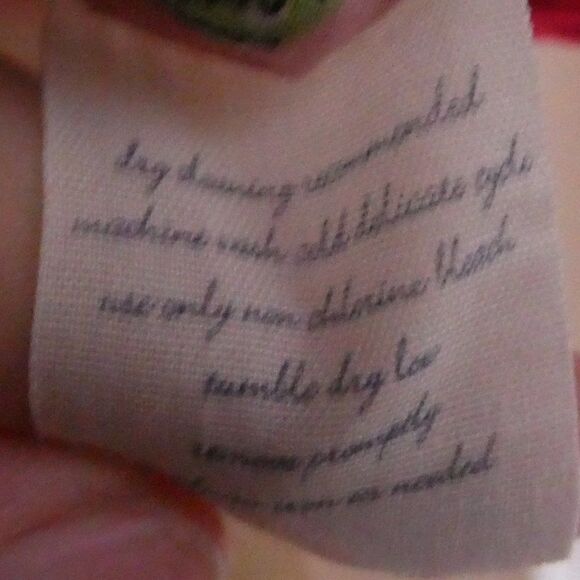 dry cleaning recommended
machine wash cold delicate cycle
use only non chlorine bleach
tumble dry low
remove promptly
iron as needed